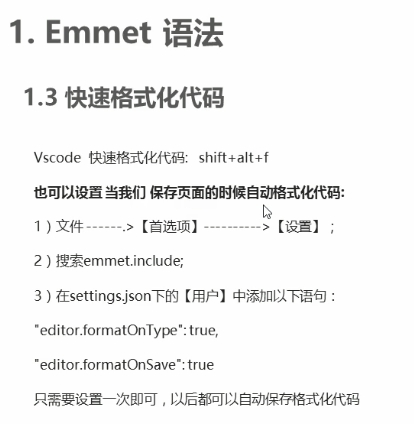 1. Emmet 语法
1.3 快速格式化代码
Vscode 快速格式化代码: shift+alt+f
也可以设置 当我们 保存页面的时候自动格式化代码:
1）文件 ------.>【首选项】---------->【设置】；
2）搜索emmet.include;
3）在settings.json下的【用户】中添加以下语句：
"editor.formatOnType": true,
"editor.formatOnSave": true
只需要设置一次即可，以后都可以自动保存格式化代码